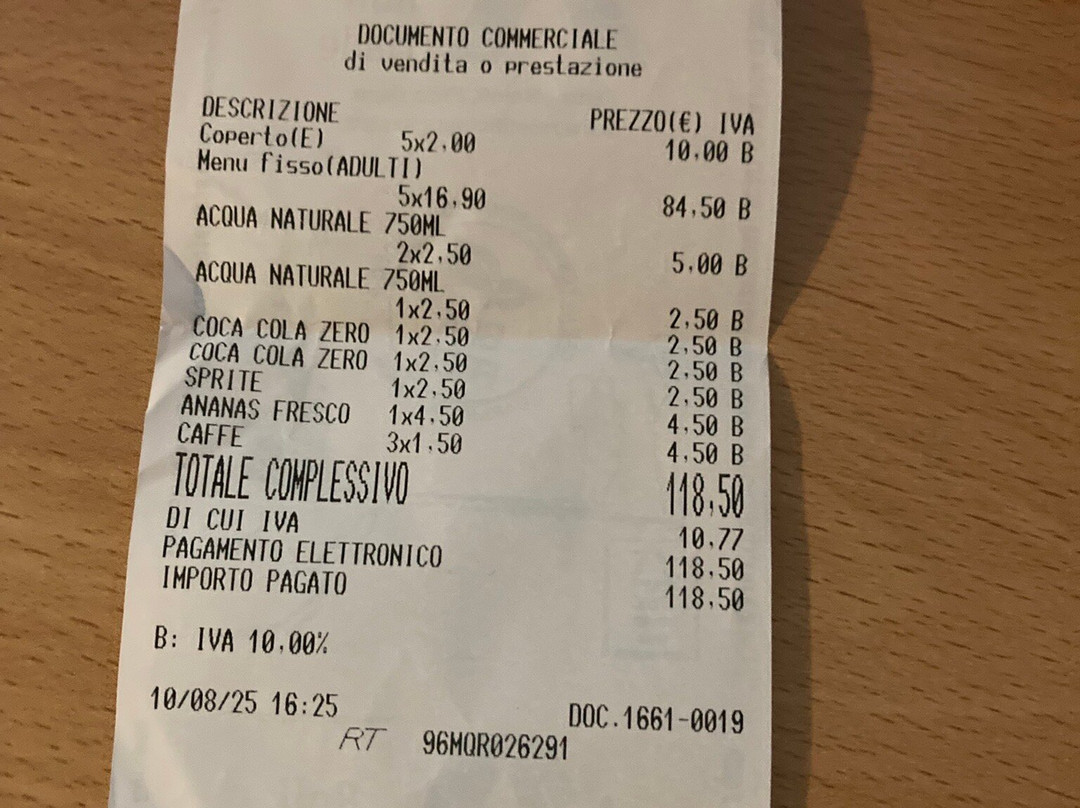 DOCUMENTO COMMERCIALE
di vendita o prestazione
DESCRIZIONE PREZZO(€) IVA
Coperto(E) 5x2,00 10,00 B
Menu fisso(ADULTI)
5x16,90 84,50 B
ACQUA NATURALE 750ML
2x2,50 5,00 B
ACQUA NATURALE 750ML
1x2,50 2,50 B
COCA COLA ZERO 1x2,50 2,50 B
COCA COLA ZERO 1x2,50 2,50 B
SPRITE 1x2,50 2,50 B
ANANAS FRESCO 1x4,50 4,50 B
CAFFE 3x1,50 4,50 B
TOTALE COMPLESSIVO 118,50
DI CUI IVA 10,77
PAGAMENTO ELETTRONICO 118,50
IMPORTO PAGATO 118,50
B: IVA 10,00%
10/08/25 16:25 DOC.1661-0019
RT 96MQR026291